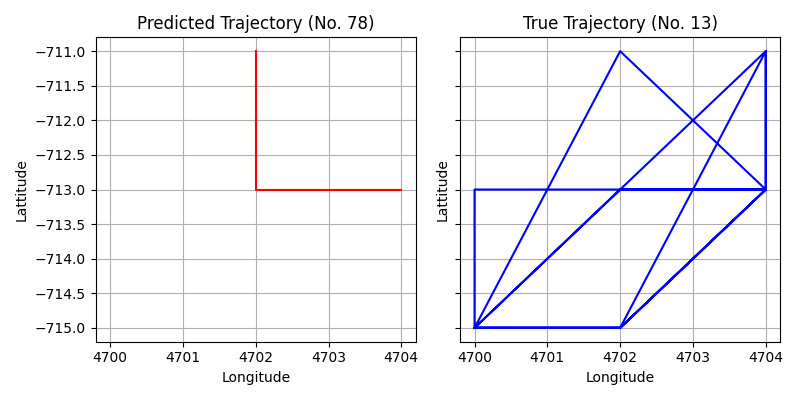 Predicted Trajectory (No. 78)
−711.0
−711.5
−712.0
−712.5
−713.0
−713.5
−714.0
−714.5
−715.0
Lattitude
4700 4701 4702 4703 4704
Longitude
True Trajectory (No. 13)
Lattitude
4700 4701 4702 4703 4704
Longitude